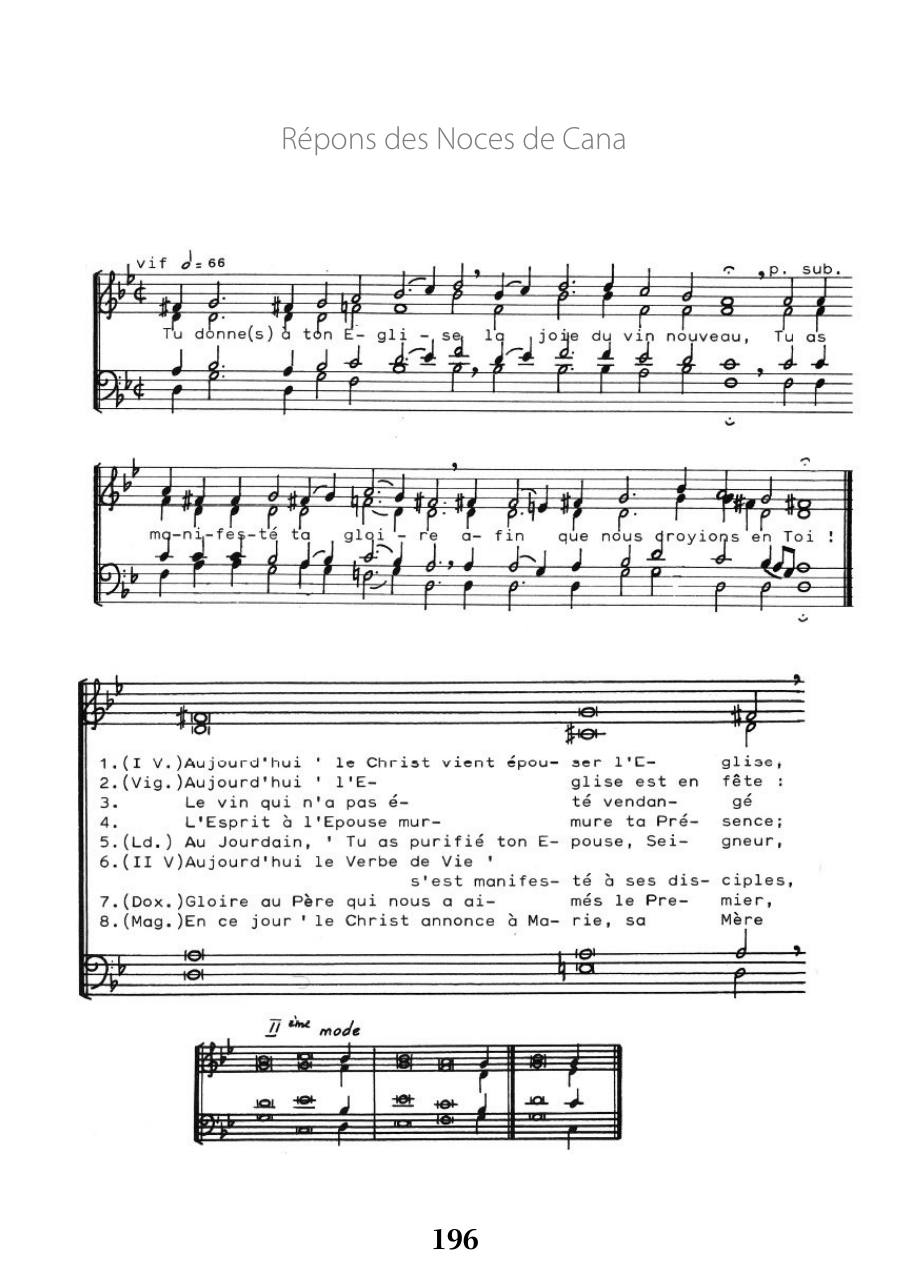 Répons des Noces de Cana
vif = 66
p. sub.
Tu donne(s) à ton E- gli - se, la joie du vin nouveau, Tu as
ma-ni-fes-té ta gloi - re a- fin que nous croyions en Toi !
1.(I V.)Aujourd'hui ' le Christ vient épou- ser l'E- glise,
2.(Vig.)Aujourd'hui ' l'E- glise est en fête :
3. Le vin qui n'a pas é- té vendan- gé
4. L'Esprit à l'Epouse mur- mure ta Pré- sence;
5.(Ld.) Au Jourdain, ' Tu as purifié ton E- pouse, Sei- gneur,
6.(II V)Aujourd'hui le Verbe de Vie '
s'est manifes- té à ses dis- ciples,
7.(Dox.)Gloire au Père qui nous a ai- més le Pre- mier,
8.(Mag.)En ce jour ' le Christ annonce à Ma- rie, sa Mère
II ème mode
196